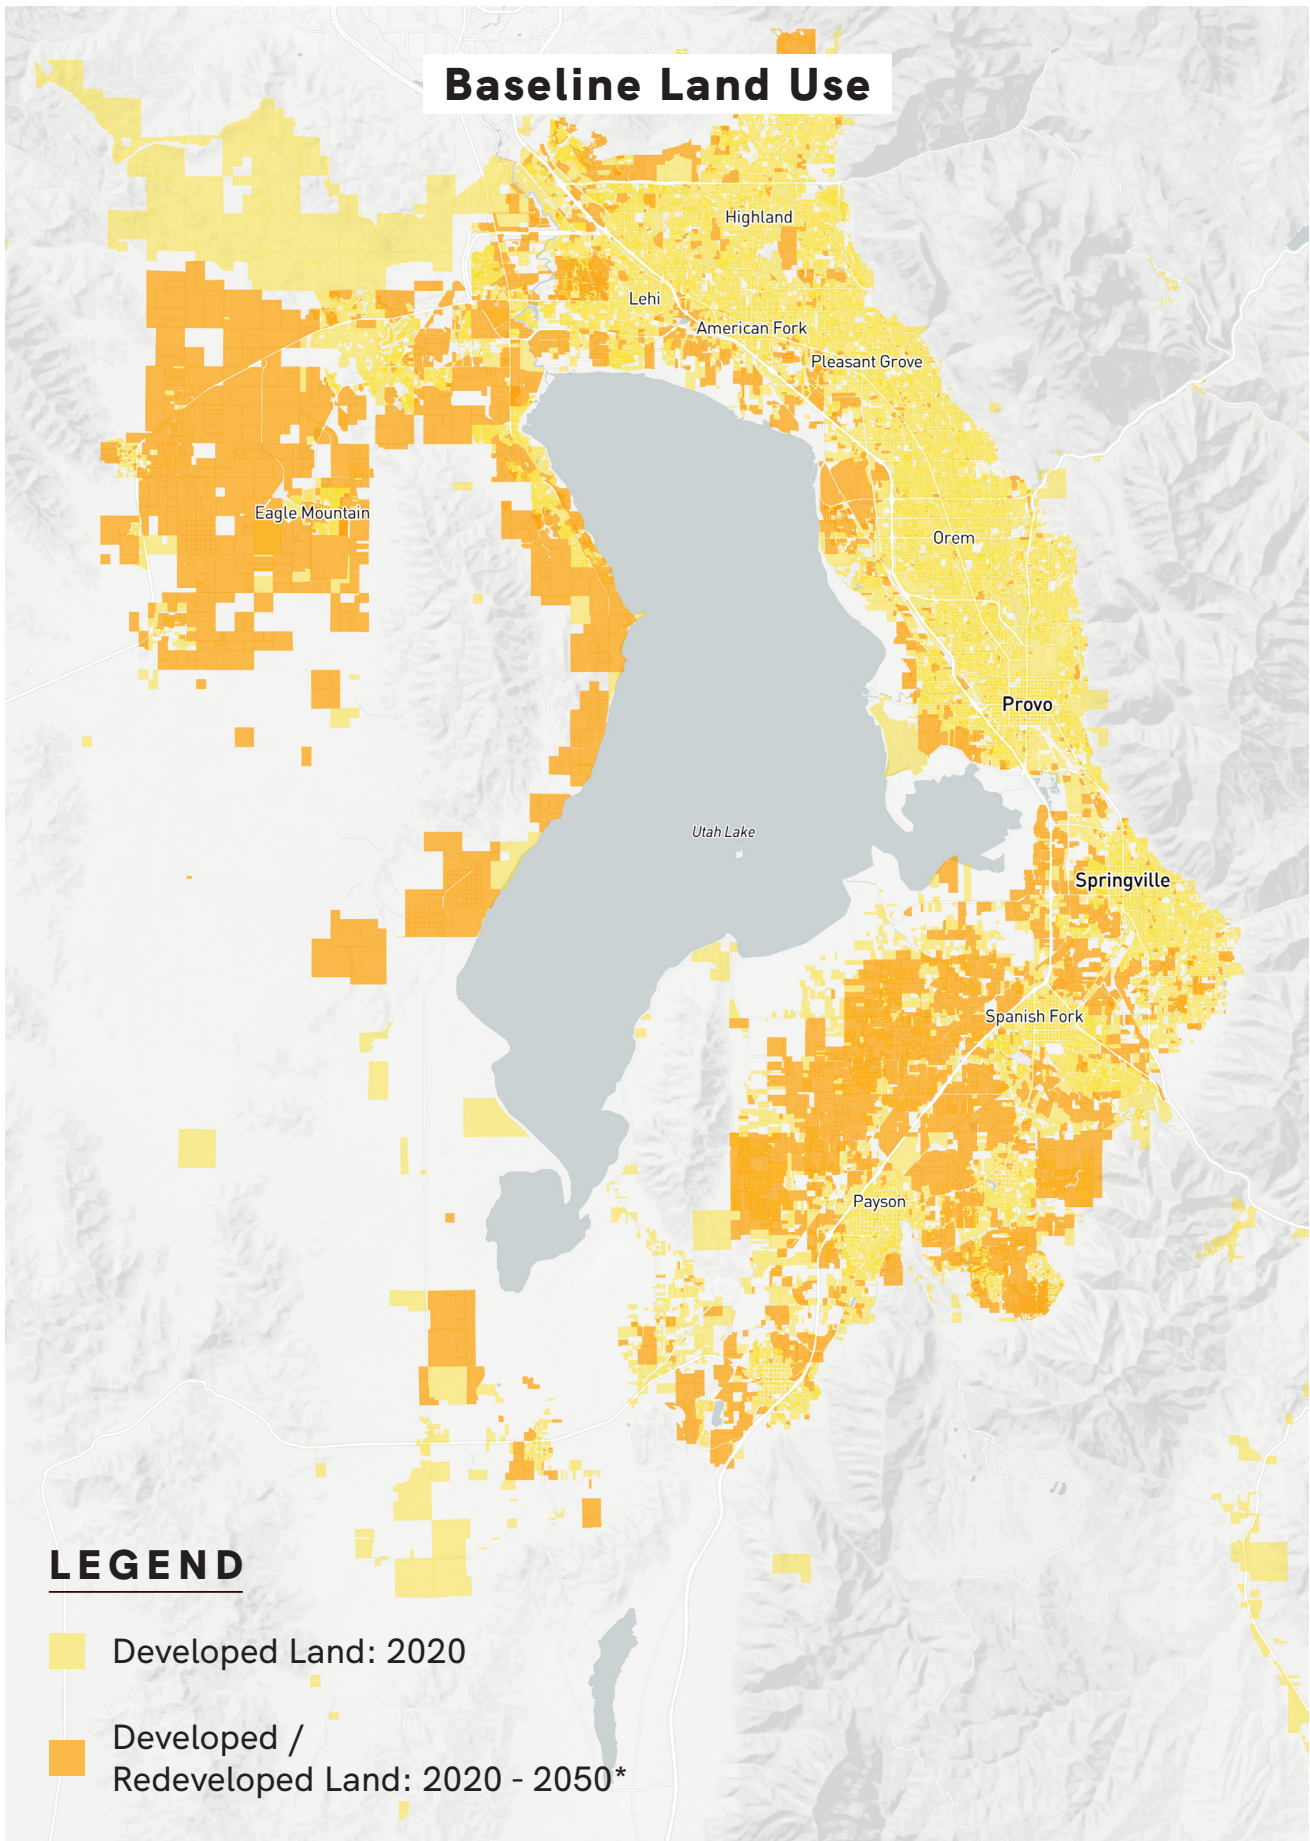 Baseline Land Use
Highland
Lehi
American Fork
Pleasant Grove
Eagle Mountain
Orem
Provo
Utah Lake
Springville
Spanish Fork
Payson
LEGEND
Developed Land: 2020
Developed /
Redeveloped Land: 2020 - 2050*